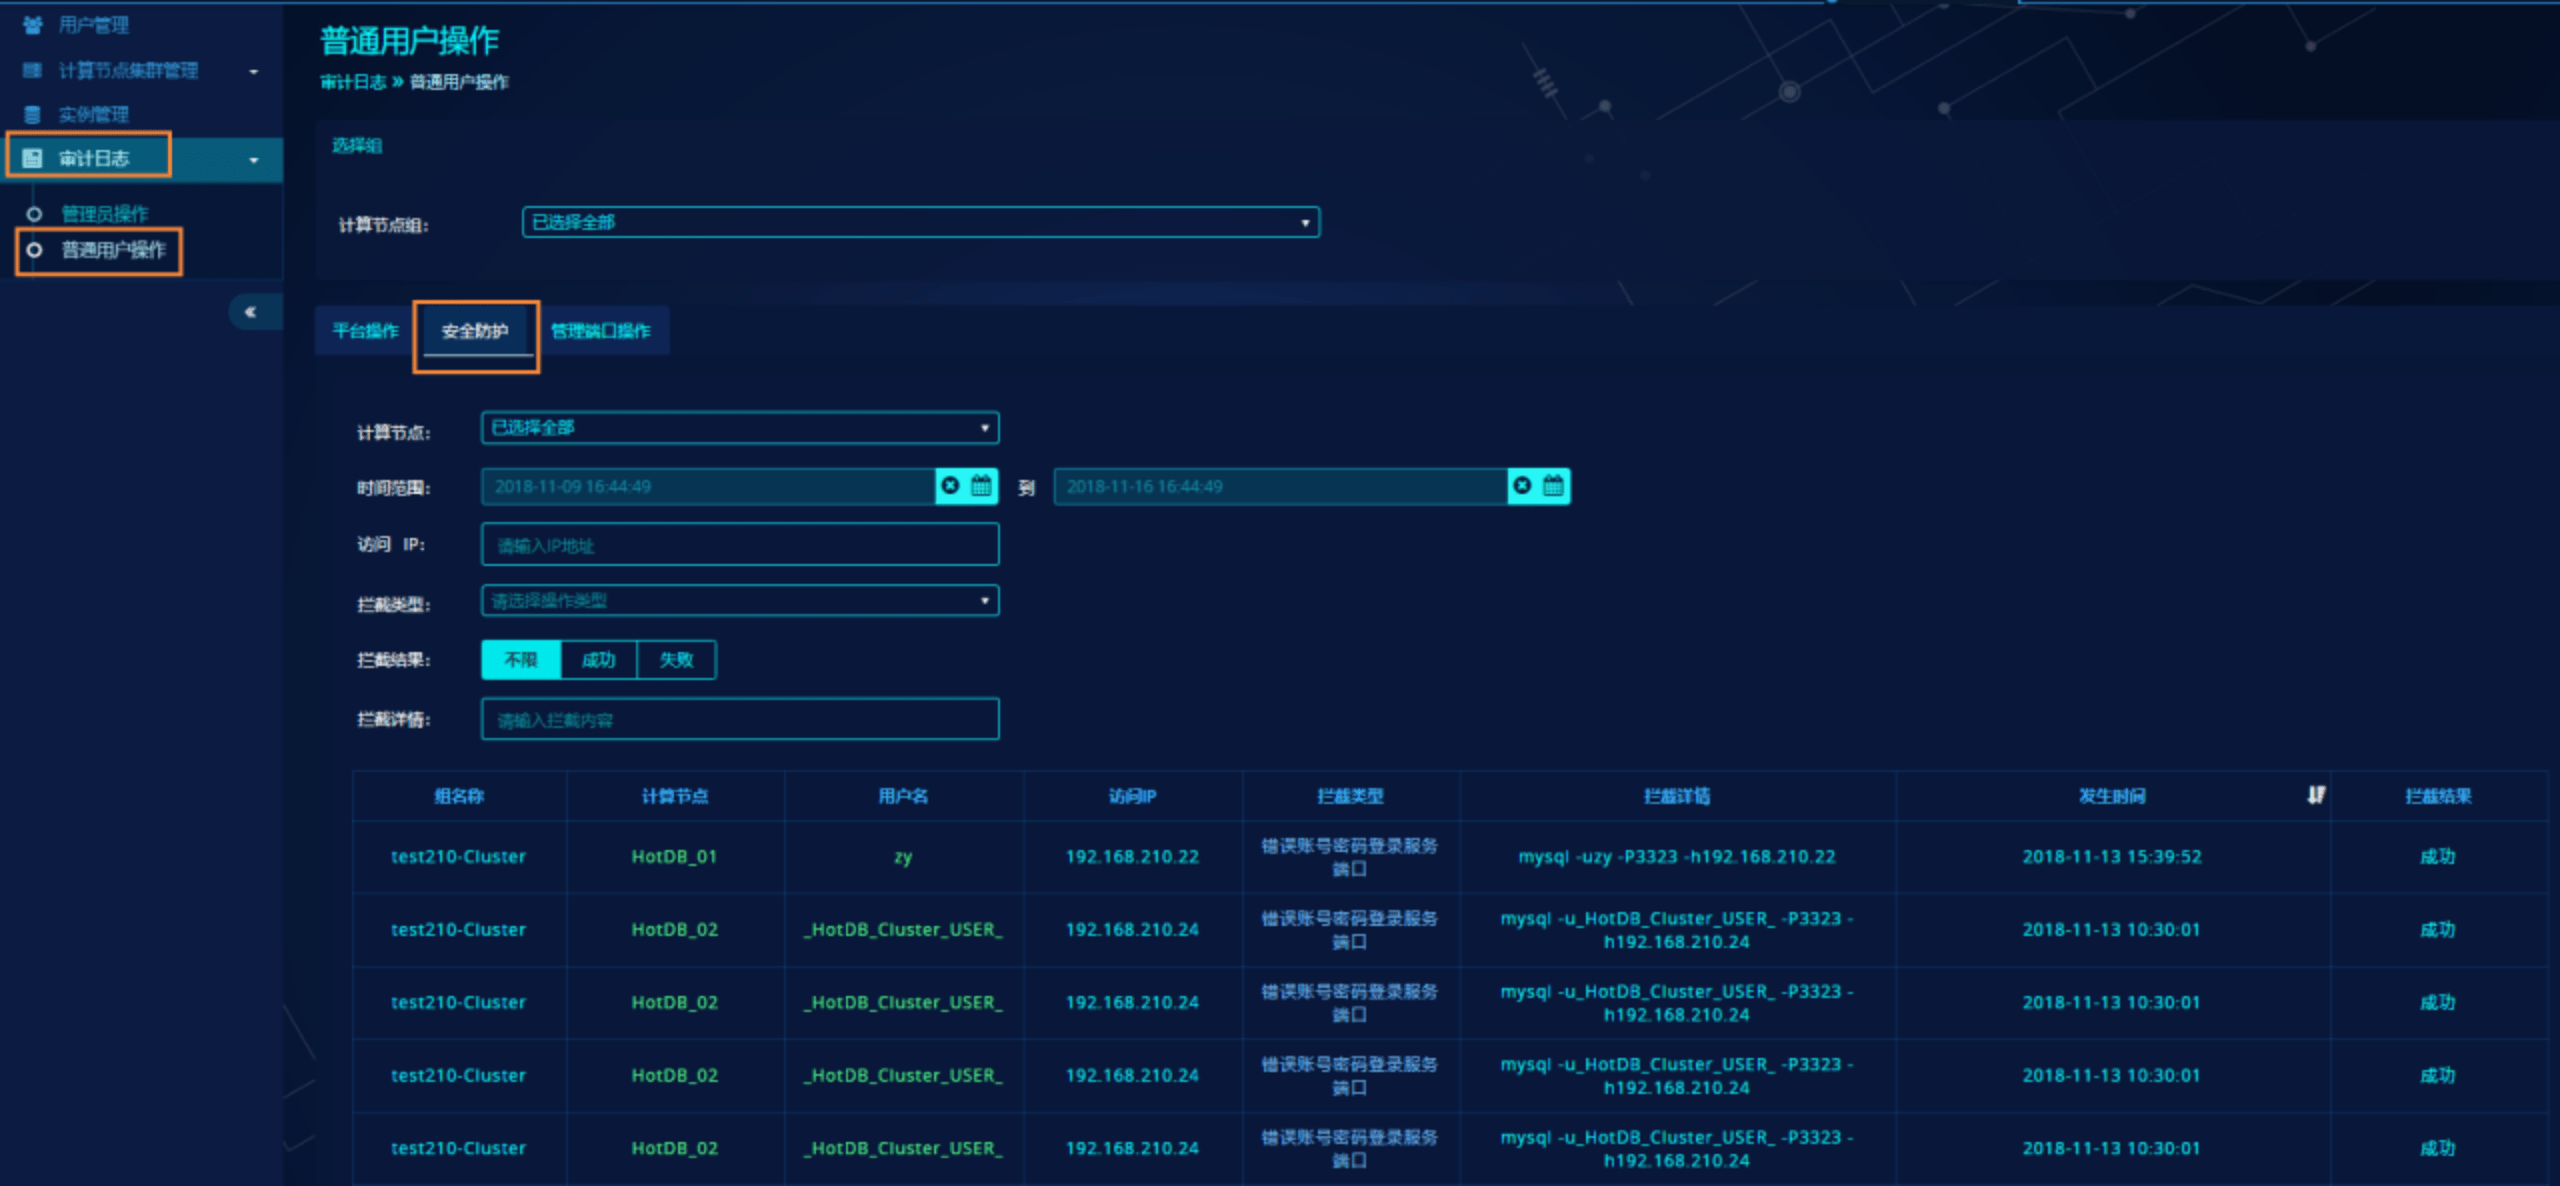 用户管理
计算节点集群管理
实例管理
审计日志
管理员操作
普通用户操作
普通用户操作
审计日志 » 普通用户操作
选择组
计算节点组: 已选择全部
平台操作 安全防护 管理端口操作
计算节点: 已选择全部
时间范围: 2018-11-09 16:44:49 到 2018-11-16 16:44:49
访问 IP: 请输入IP地址
拦截类型: 请选择操作类型
拦截结果: 不限 成功 失败
拦截详情: 请输入拦截内容
组名称 计算节点 用户名 访问IP 拦截类型 拦截详情 发生时间 拦截结果
test210-Cluster HotDB_01 zy 192.168.210.22 错误账号密码登录服务 mysql -uzy -P3323 -h192.168.210.22 2018-11-13 15:39:52 成功
端口
test210-Cluster HotDB_02 _HotDB_Cluster_USER_ 192.168.210.24 错误账号密码登录服务 mysql -u_HotDB_Cluster_USER_ -P3323 - 2018-11-13 10:30:01 成功
端口 h192.168.210.24
test210-Cluster HotDB_02 _HotDB_Cluster_USER_ 192.168.210.24 错误账号密码登录服务 mysql -u_HotDB_Cluster_USER_ -P3323 - 2018-11-13 10:30:01 成功
端口 h192.168.210.24
test210-Cluster HotDB_02 _HotDB_Cluster_USER_ 192.168.210.24 错误账号密码登录服务 mysql -u_HotDB_Cluster_USER_ -P3323 - 2018-11-13 10:30:01 成功
端口 h192.168.210.24
test210-Cluster HotDB_02 _HotDB_Cluster_USER_ 192.168.210.24 错误账号密码登录服务 mysql -u_HotDB_Cluster_USER_ -P3323 - 2018-11-13 10:30:01 成功
端口 h192.168.210.24